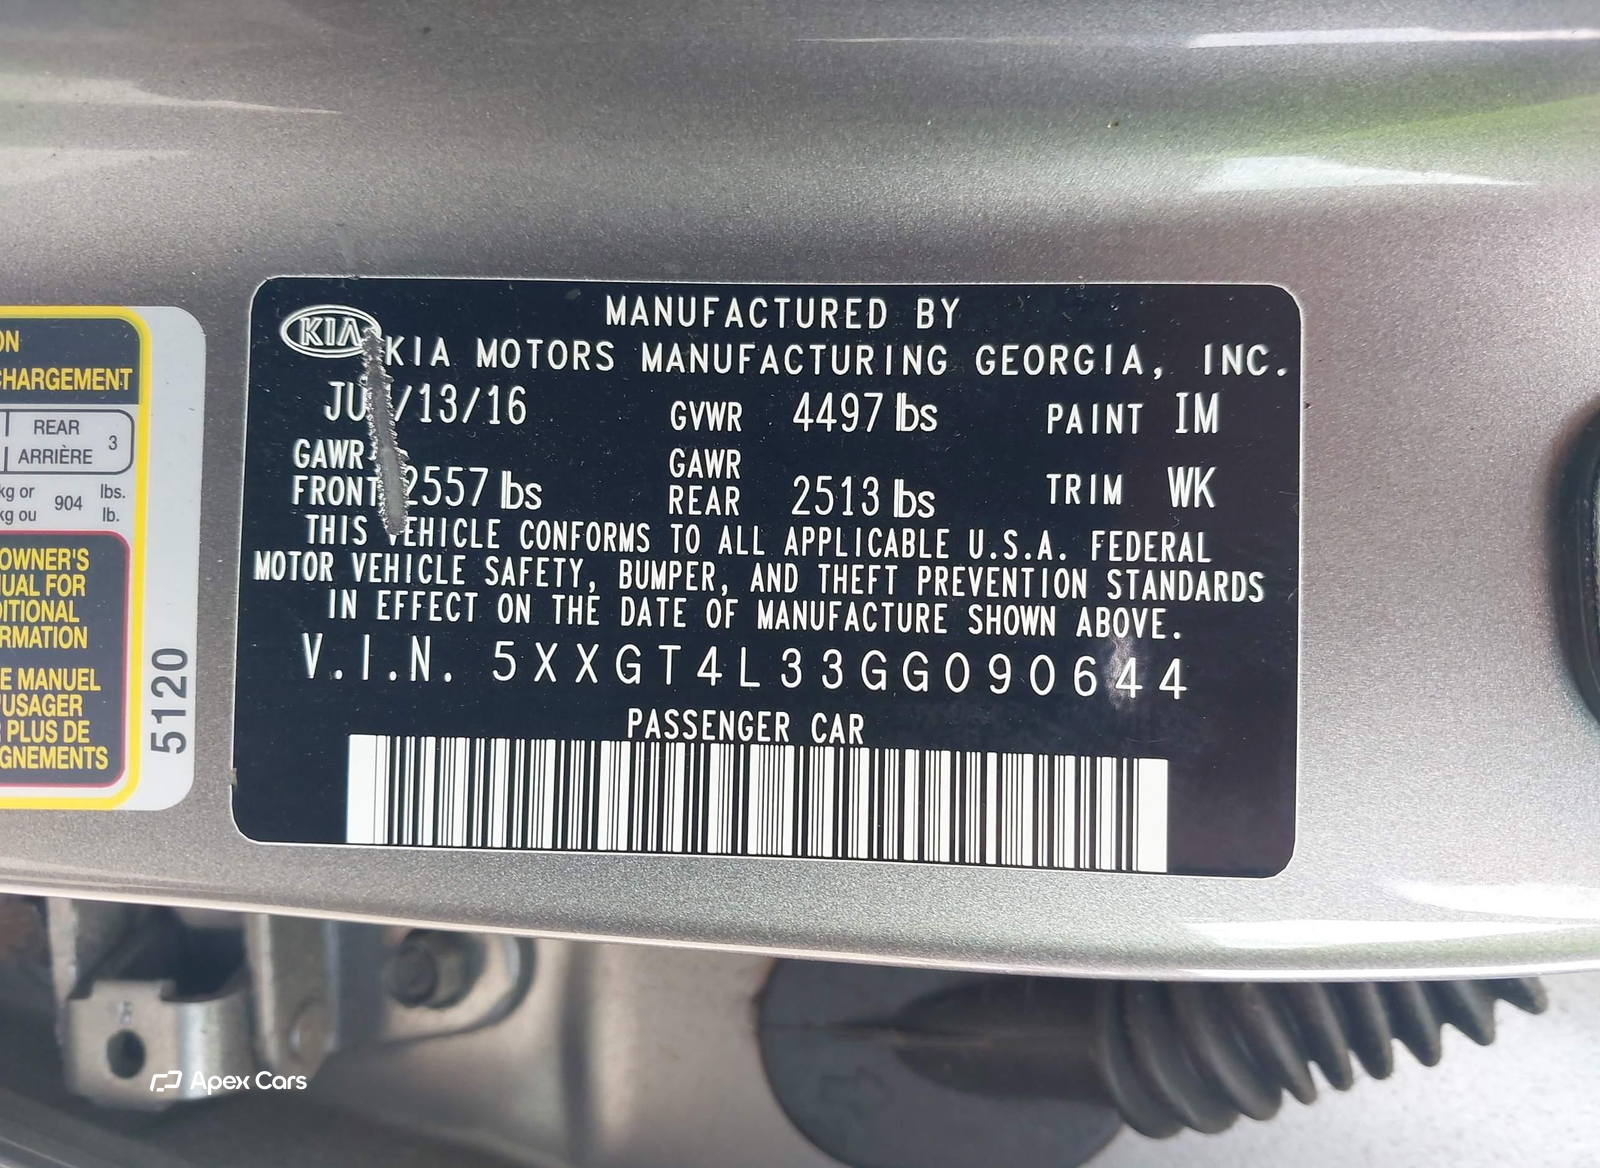 ON
CHARGEMENT
REAR
ARRIÈRE
3
kg or
kg ou
904
lbs.
lb.
OWNER'S
UAL FOR
ITIONAL
RMATION
E MANUEL
USAGER
PLUS DE
GNEMENTS
5120
KIA
MANUFACTURED BY
KIA MOTORS MANUFACTURING GEORGIA, INC.
/13/16 GVWR 4497 lbs PAINT IM
GAWR FRONT 2557 lbs GAWR REAR 2513 lbs TRIM WK
THIS VEHICLE CONFORMS TO ALL APPLICABLE U.S.A. FEDERAL
MOTOR VEHICLE SAFETY, BUMPER, AND THEFT PREVENTION STANDARDS
IN EFFECT ON THE DATE OF MANUFACTURE SHOWN ABOVE.
V.I.N. 5XXGT4L33GG090644
PASSENGER CAR
Apex Cars